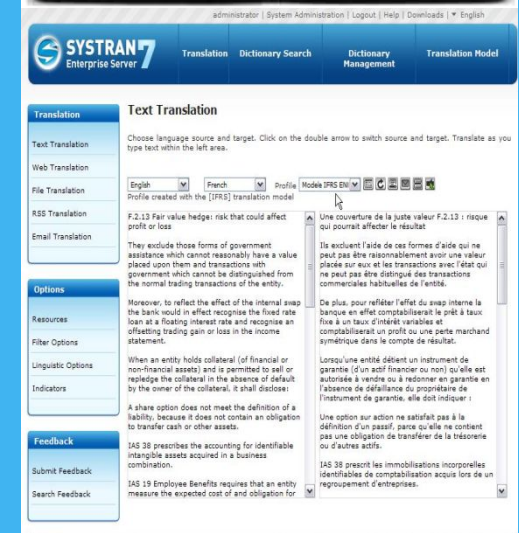 administrator | System Administration | Logout | Help | Downloads | ▼ English
SYSTRAN 7
Enterprise Server
Translation
Dictionary Search
Dictionary
Management
Translation Model
Translation
Text Translation
Web Translation
File Translation
RSS Translation
Email Translation
Options
Resources
Filter Options
Linguistic Options
Indicators
Feedback
Submit Feedback
Search Feedback
Text Translation
Choose language source and target. Click on the double arrow to switch source and target. Translate as you
type text within the left area.
English
French
Profile
Modele IFRS EN
Profile created with the [IFRS] translation model
F.2.13 Fair value hedge: risk that could affect
profit or loss
They exclude those forms of government
assistance which cannot reasonably have a value
placed upon them and transactions with
government which cannot be distinguished from
the normal trading transactions of the entity.
Moreover, to reflect the effect of the internal swap
the bank would in effect recognise the fixed rate
loan at a floating interest rate and recognise an
offsetting trading gain or loss in the income
statement.
When an entity holds collateral (of financial or
non-financial assets) and is permitted to sell or
repledge the collateral in the absence of default
by the owner of the collateral, it shall disclose:
A share option does not meet the definition of a
liability, because it does not contain an obligation
to transfer cash or other assets.
IAS 38 prescribes the accounting for identifiable
intangible assets acquired in a business
combination.
IAS 19 Employee Benefits requires that an entity
measure the expected cost of and obligation for
Une couverture de la juste valeur F.2.13 : risque
qui pourrait affecter le résultat
Ils excluent l'aide de ces formes d'aide qui ne
peut pas être raisonnablement avoir une valeur
placée sur eux et les transactions avec l'état qui
ne peut pas être distingué des transactions
commerciales habituelles de l'entité.
De plus, pour refléter l'effet du swap interne la
banque en effet comptabiliserait le prêt à taux
fixe à un taux d'intérêt variables et
comptabiliserait un profit ou une perte marchand
symétrique dans le compte de résultat.
Lorsqu'une entité détient un instrument de
garantie (d'un actif financier ou non) qu'elle est
autorisée à vendre ou à redonner en garantie en
l'absence de défaillance du propriétaire de
l'instrument de garantie, elle doit indiquer :
Une option sur action ne satisfait pas à la
définition d'un passif, parce qu'elle ne contient
pas une obligation de transférer de la trésorerie
ou d'autres actifs.
IAS 38 prescrit les immobilisations incorporelles
identifiables de comptabilisation acquis lors de un
regroupement d'entreprises.